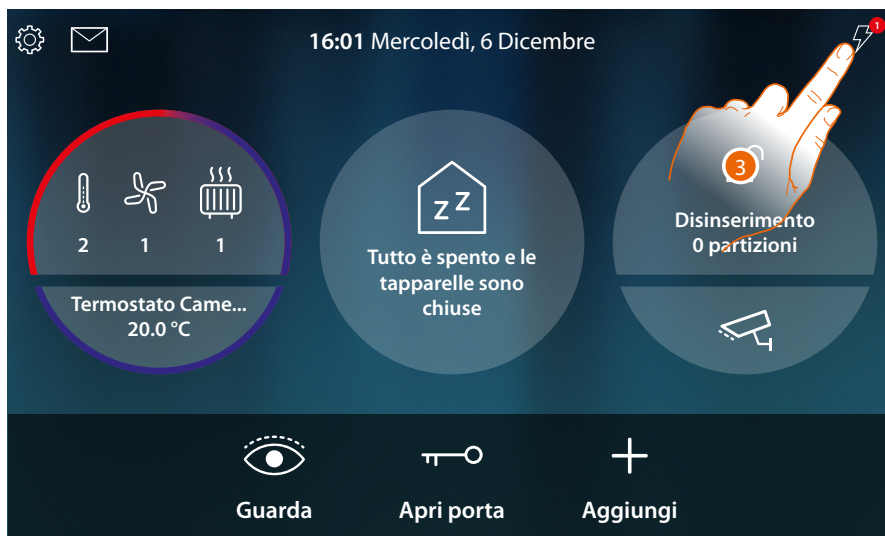 16:01 Mercoledì, 6 Dicembre
1
2 1 1
Termostato Came...
20.0 °C
z Z
Tutto è spento e le
tapparelle sono
chiuse
3
Disinserimento
0 partizioni
Guarda
Apri porta
Aggiungi